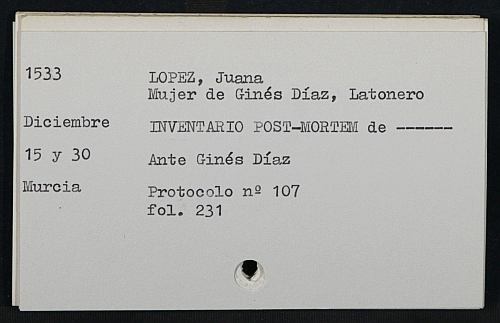 1533 LOPEZ, Juana
Mujer de Ginés Díaz, Latonero
Diciembre INVENTARIO POST-MORTEM de ------
15 y 30 Ante Ginés Díaz
Murcia Protocolo nº 107
fol. 231